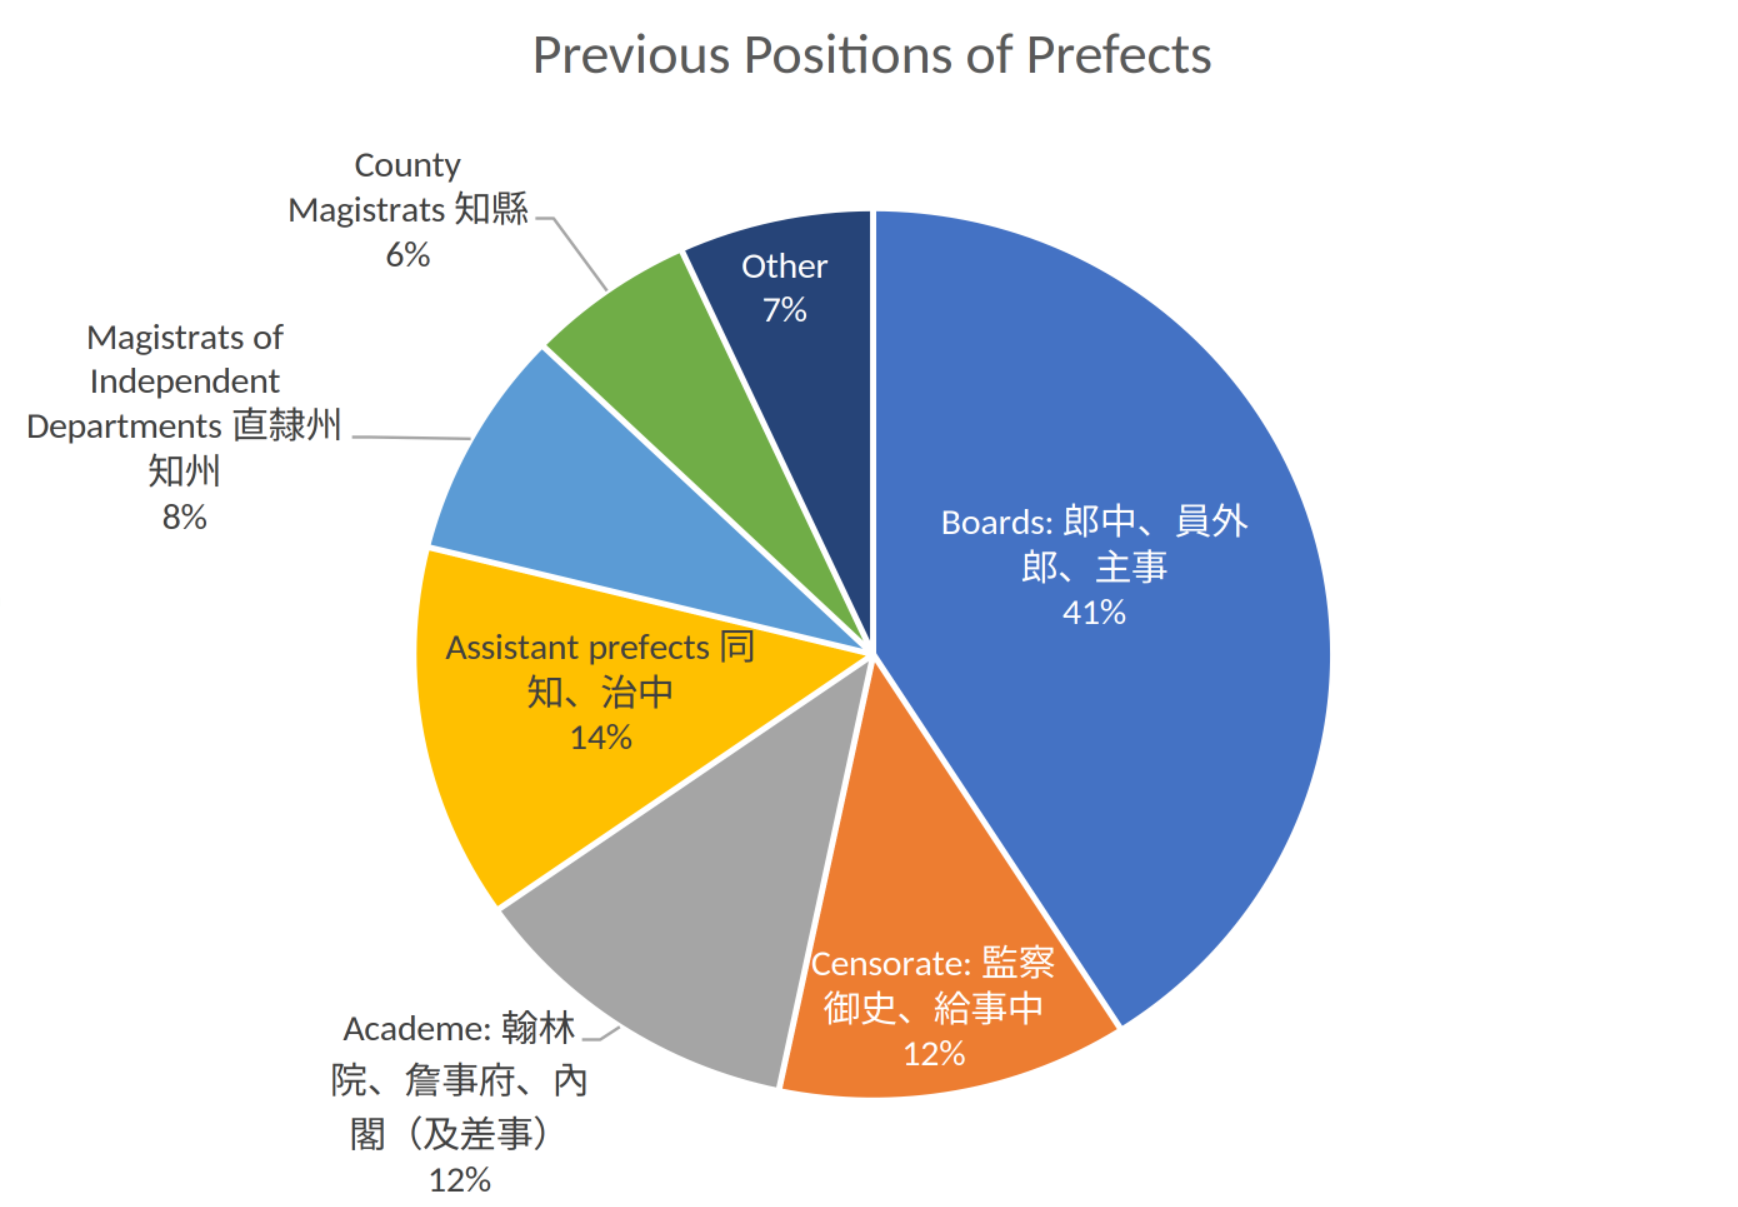 Previous Positions of Prefects
County
Magistrats 知縣
6%
Other
7%
Magistrats of
Independent
Departments 直隸州
知州
8%
Boards: 郎中、員外
郎、主事
41%
Assistant prefects 同
知、治中
14%
Censorate: 監察
御史、給事中
12%
Academe: 翰林
院、詹事府、內
閣（及差事）
12%